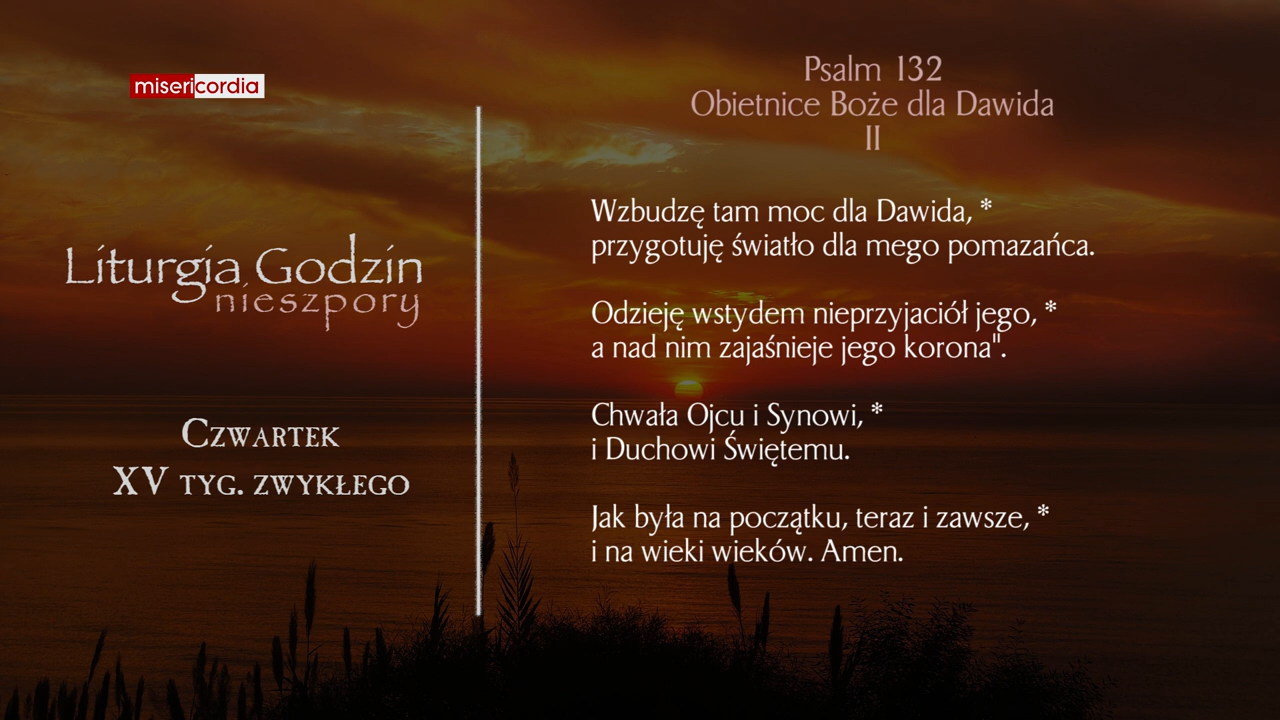 misericordia
Liturgia Godzin
nieszpory
Czwartek
XV tyg. zwykłego
Psalm 132
Obietnice Boże dla Dawida
II
Wzbudzę tam moc dla Dawida, *
przygotuję światło dla mego pomazańca.
Odzieję wstydem nieprzyjaciół jego, *
a nad nim zajaśnieje jego korona".
Chwała Ojcu i Synowi, *
i Duchowi Świętemu.
Jak była na początku, teraz i zawsze, *
i na wieki wieków. Amen.